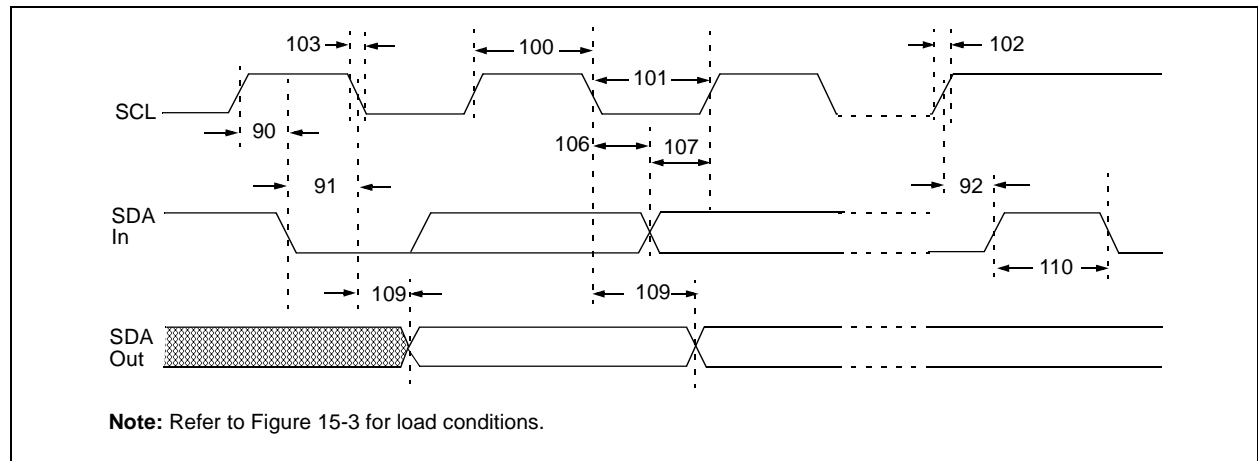 103
100
102
101
SCL
90
106
107
91
92
SDA
In
110
109
109
SDA
Out
Note: Refer to Figure 15-3 for load conditions.